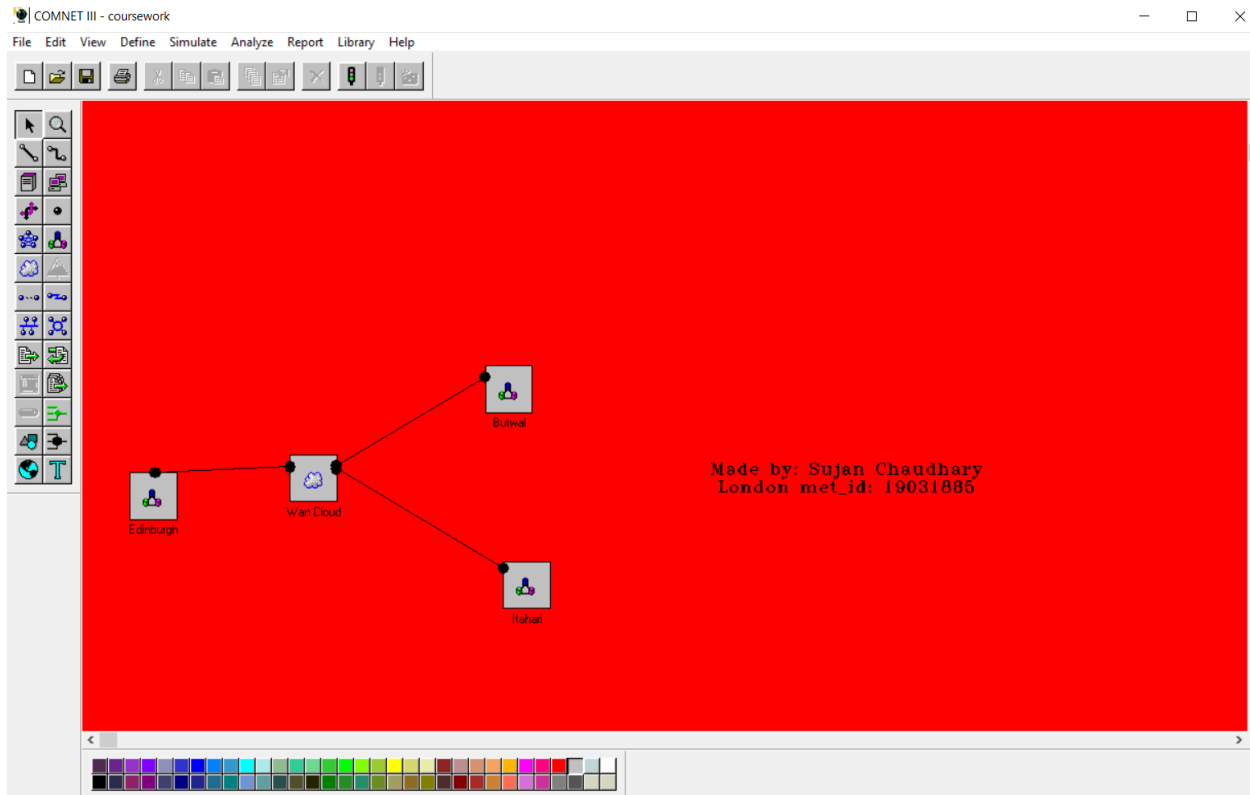 COMNET III - coursework
File Edit View Define Simulate Analyze Report Library Help
Butwal
Made by: Sujan Chaudhary
London met_id: 19031885
Wan Cloud
Edinburgh
Itahari